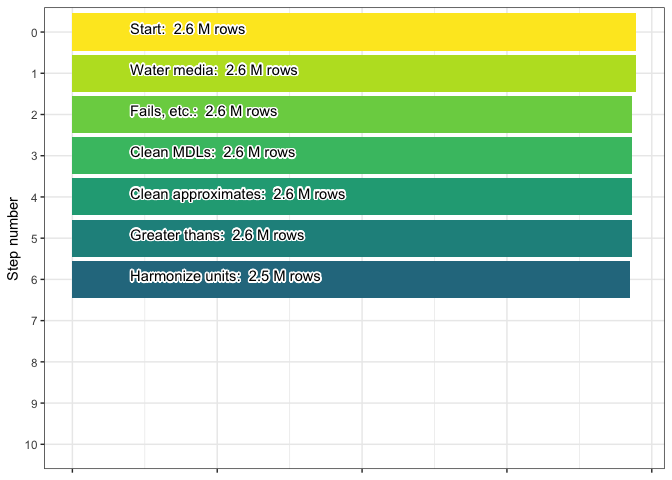 0
Start:  2.6 M rows
1
Water media:  2.6 M rows
2
Fails, etc.:  2.6 M rows
3
Clean MDLs:  2.6 M rows
4
Clean approximates:  2.6 M rows
5
Greater thans:  2.6 M rows
6
Harmonize units:  2.5 M rows
7
8
9
10
Step number